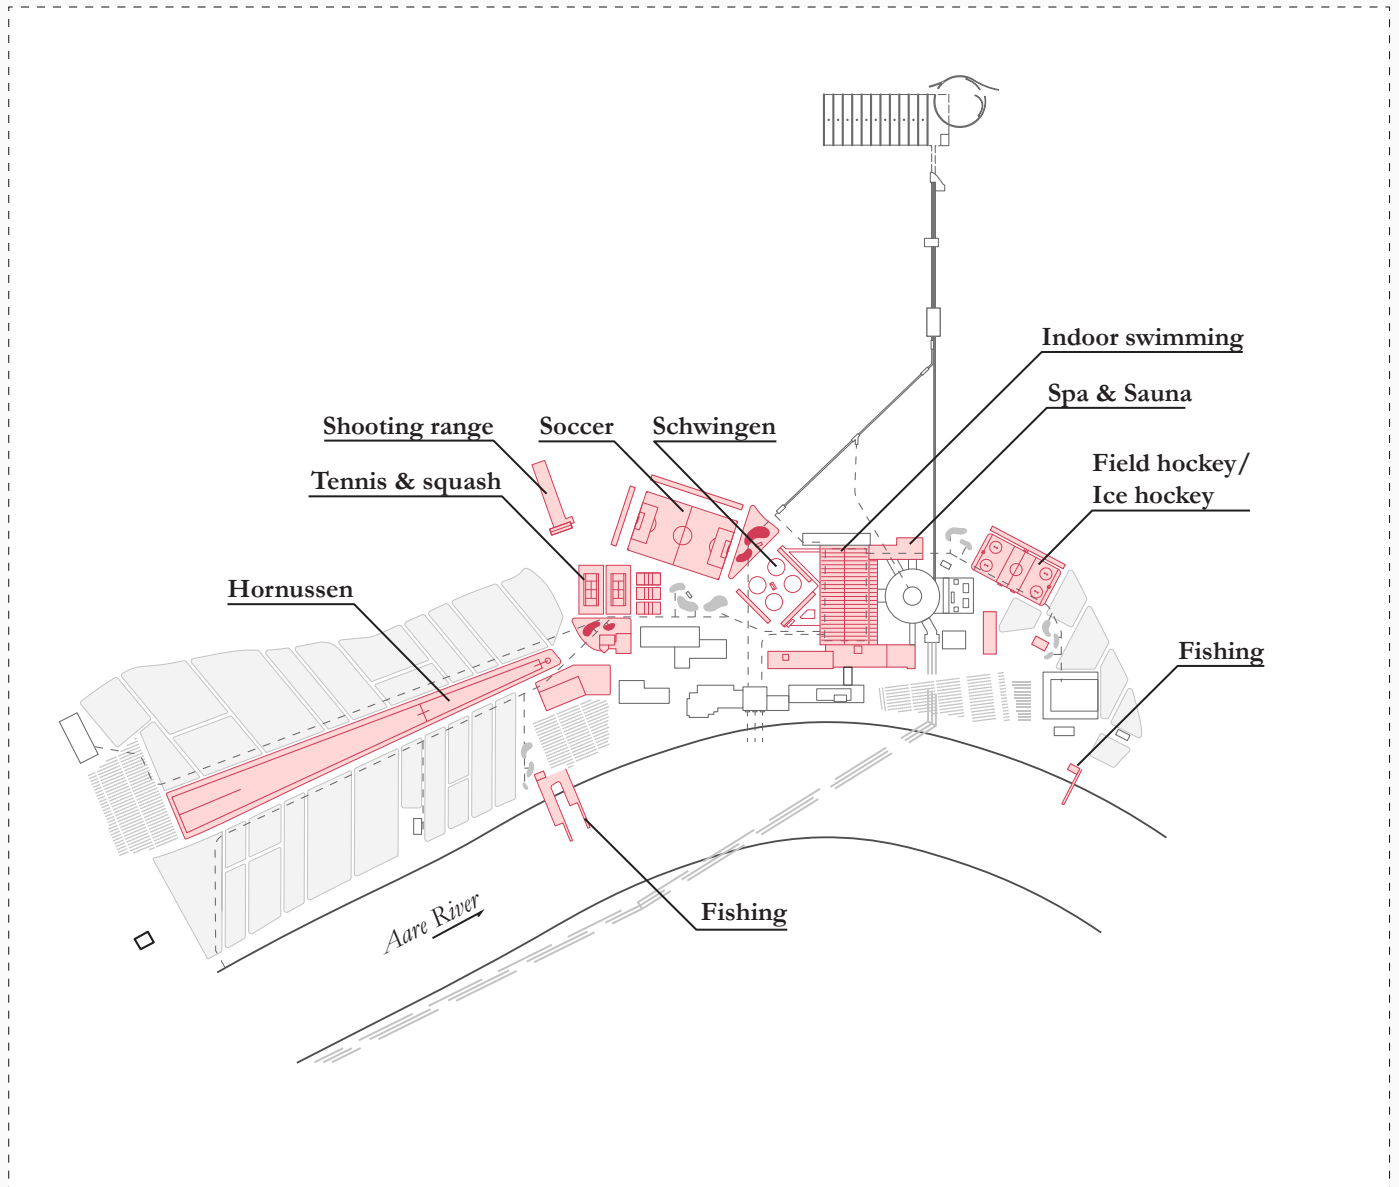 Indoor swimming
Spa & Sauna
Shooting range
Soccer
Schwingen
Field hockey/
Ice hockey
Tennis & squash
Hornussen
Fishing
Fishing
Aare River